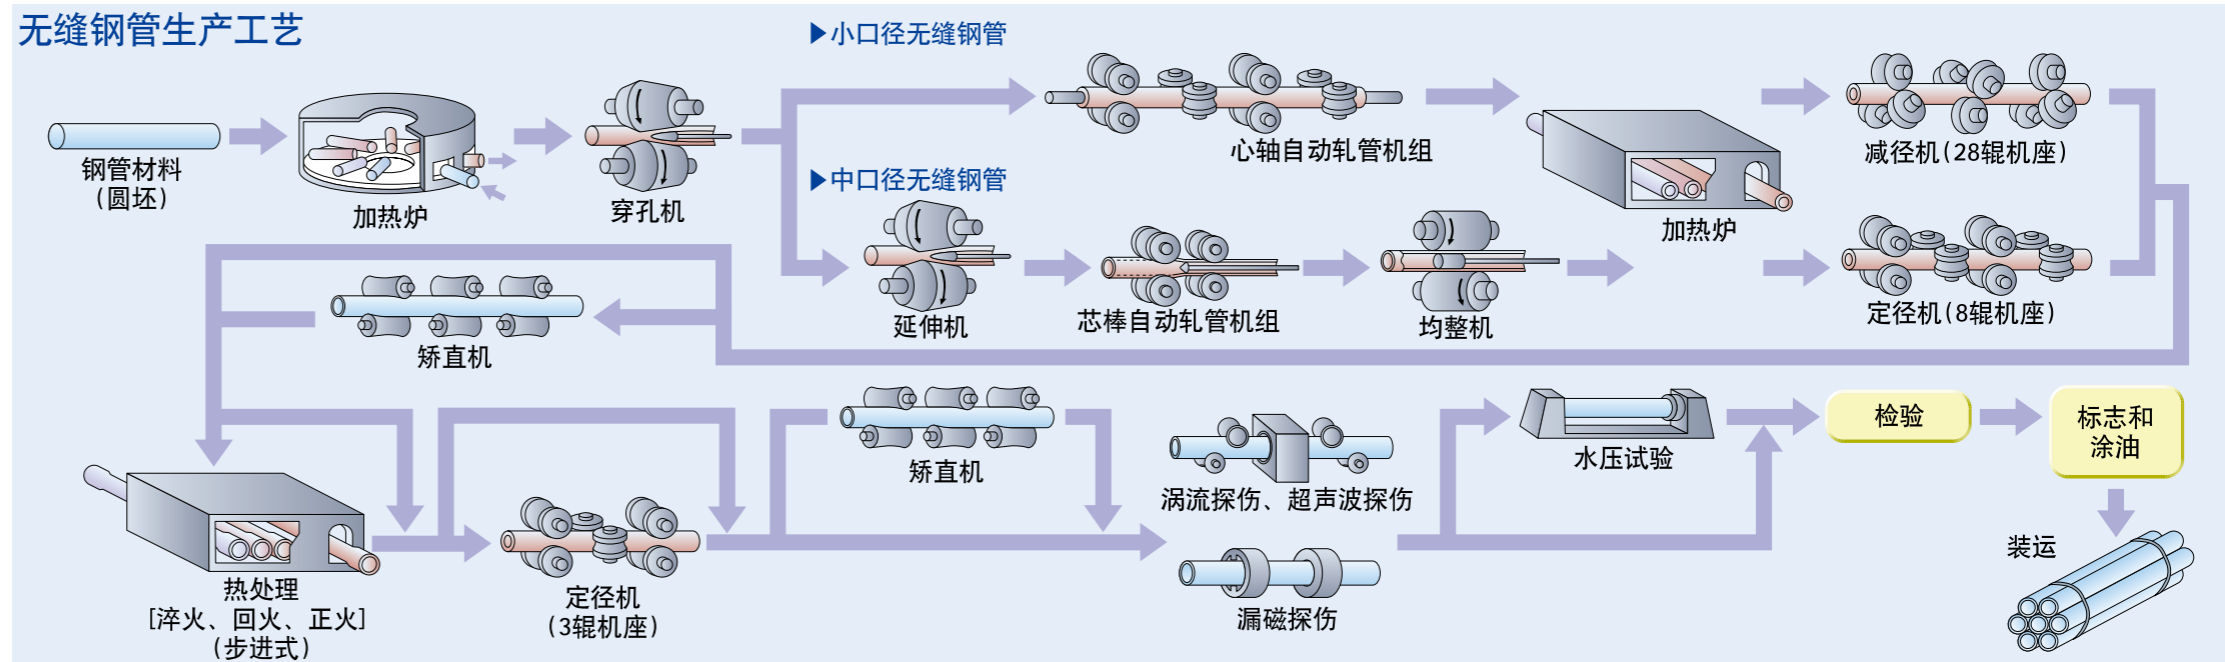 无缝钢管生产工艺
▶小口径无缝钢管
钢管材料
(圆坯)
加热炉
穿孔机
心轴自动轧管机组
加热炉
减径机(28辊机座)
▶中口径无缝钢管
延伸机
芯棒自动轧管机组
均整机
定径机(8辊机座)
矫直机
热处理
[淬火、回火、正火]
(步进式)
定径机
(3辊机座)
矫直机
涡流探伤、超声波探伤
漏磁探伤
水压试验
检验
标志和
涂油
装运